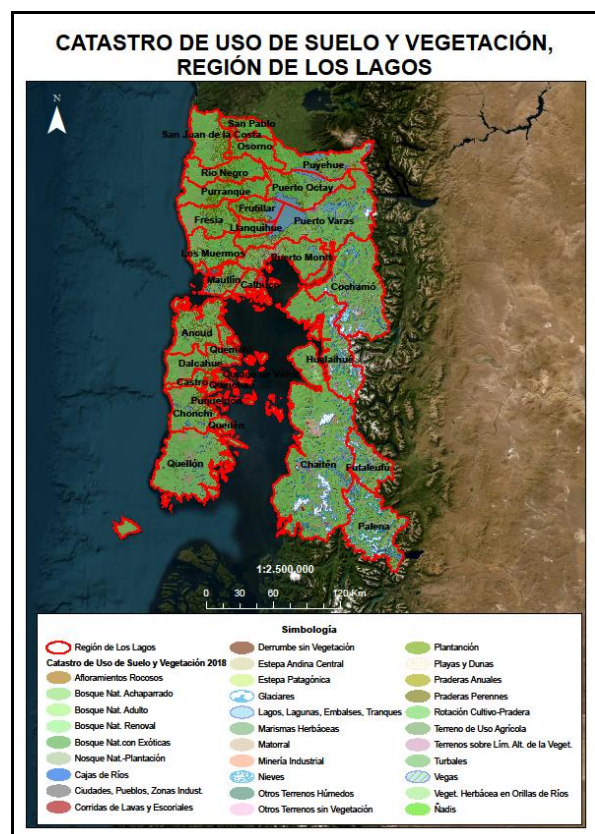 CATASTRO DE USO DE SUELO Y VEGETACIÓN,
REGIÓN DE LOS LAGOS
N
San Pablo
San Juan de la Costa
Osorno
Puyehue
Río Negro
Puerto Octay
Purranque
Frutillar
Fresia
Puerto Varas
Llanquihue
Los Muermos
Puerto Montt
Maullín
Calbuco
Cochamó
Ancud
Quemchi
Hualaihué
Dalcahue
Castro
Puqueldón
Chonchi
Queilén
Quellón
Chaitén
Futaleufú
Palena
1:2.500.000
0 30 60 120 Km
Simbología
Región de Los Lagos
Catastro de Uso de Suelo y Vegetación 2018
Afloramientos Rocosos
Bosque Nat. Achaparrado
Bosque Nat. Adulto
Bosque Nat. Renoval
Bosque Nat.con Exóticas
Nosque Nat.-Plantación
Cajas de Ríos
Ciudades, Pueblos, Zonas Indust.
Corridas de Lavas y Escoriales
Derrumbe sin Vegetación
Estepa Andina Central
Estepa Patagónica
Glaciares
Lagos, Lagunas, Embalses, Tranques
Marismas Herbáceas
Matorral
Minería Industrial
Nieves
Otros Terrenos Húmedos
Otros Terrenos sin Vegetación
Plantanción
Playas y Dunas
Praderas Anuales
Praderas Perennes
Rotación Cultivo-Pradera
Terreno de Uso Agrícola
Terrenos sobre Lím. Alt. de la Veget.
Turbales
Vegas
Veget. Herbácea en Orillas de Ríos
Ñadis